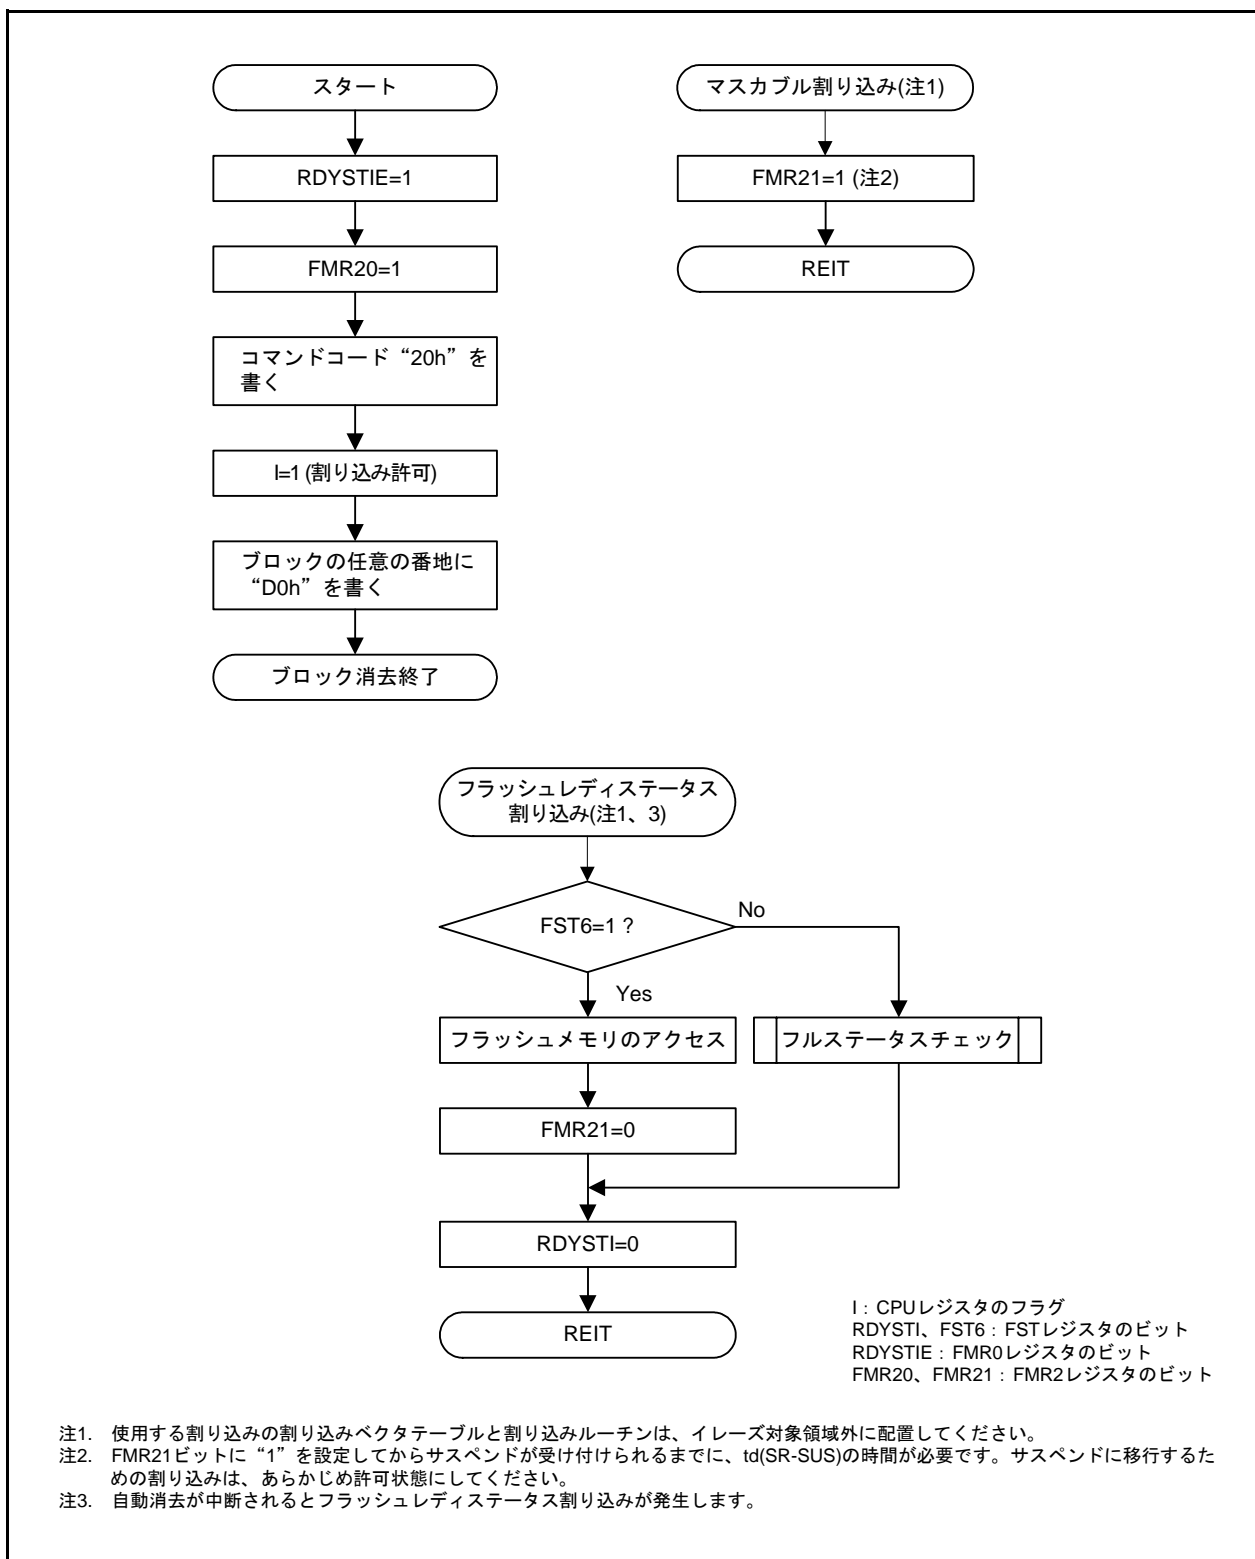 スタート
RDYSTIE=1
FMR20=1
コマンドコード“20h”を
書く
I=1 (割り込み許可)
ブロックの任意の番地に
“D0h”を書く
ブロック消去終了
マスカブル割り込み(注1)
FMR21=1 (注2)
REIT
フラッシュレディステータス
割り込み(注1、3)
FST6=1 ?
No
Yes
フラッシュメモリのアクセス
フルステータスチェック
FMR21=0
RDYSTI=0
REIT
I : CPUレジスタのフラグ
RDYSTI、FST6 : FSTレジスタのビット
RDYSTIE : FMR0レジスタのビット
FMR20、FMR21 : FMR2レジスタのビット
注1. 使用する割り込みの割り込みベクタテーブルと割り込みルーチンは、イレーズ対象領域外に配置してください。
注2. FMR21ビットに“1”を設定してからサスペンドが受け付けられるまでに、td(SR-SUS)の時間が必要です。サスペンドに移行するた
めの割り込みは、あらかじめ許可状態にしてください。
注3. 自動消去が中断されるとフラッシュレディステータス割り込みが発生します。